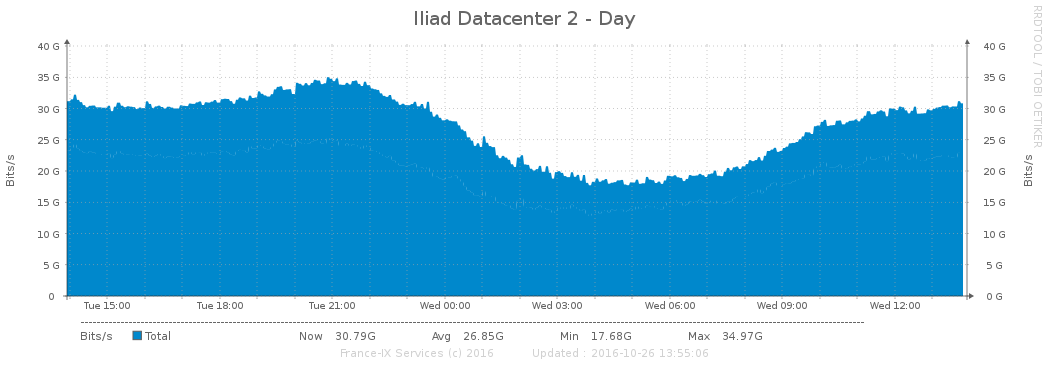 Iliad Datacenter 2 - Day
RRDTOOL / TOBI OETIKER
Bits/s
40 G 40 G
35 G 35 G
30 G 30 G
25 G 25 G
20 G 20 G
15 G 15 G
10 G 10 G
5 G 5 G
0 0 G
Bits/s
Tue 15:00 Tue 18:00 Tue 21:00 Wed 00:00 Wed 03:00 Wed 06:00 Wed 09:00 Wed 12:00
Bits/s Total Now 30.79G Avg 26.85G Min 17.68G Max 34.97G
France-IX Services (c) 2016 Updated : 2016-10-26 13:55:06